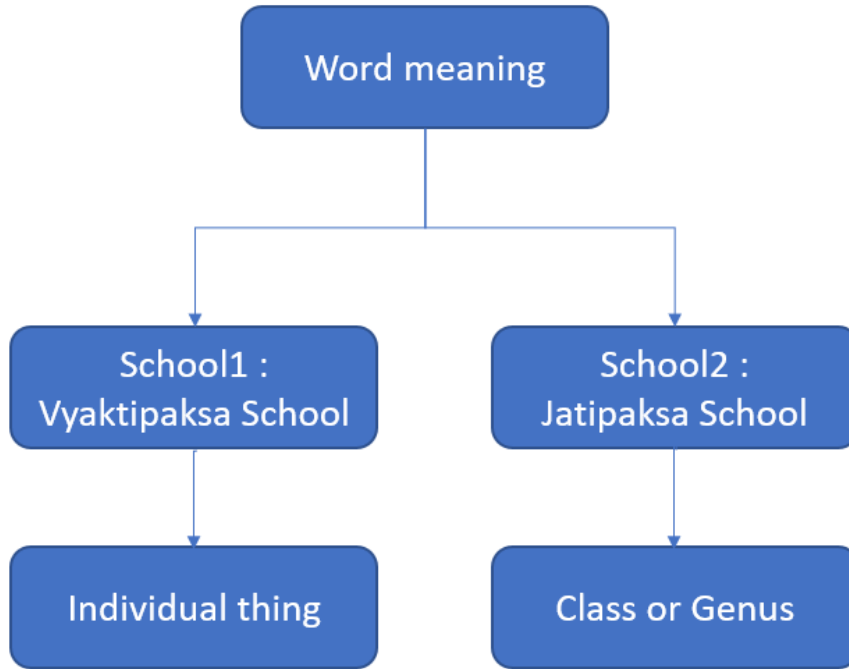 Word meaning
School1 :
Vyaktipaksa School
School2 :
Jatipaksa School
Individual thing
Class or Genus